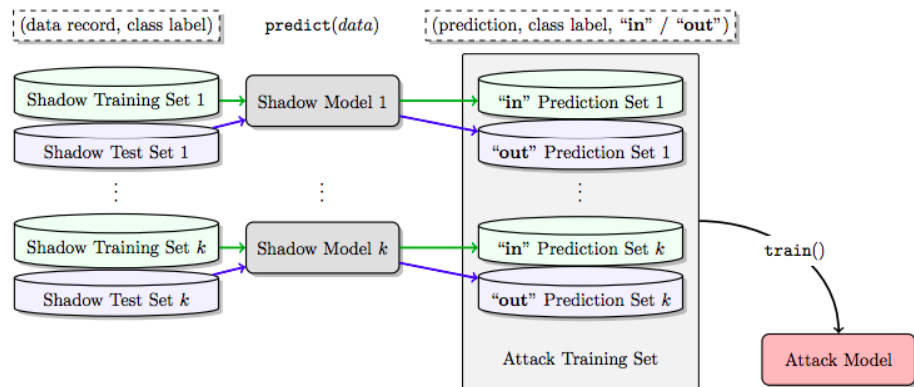 (data record, class label)
predict(data)
(prediction, class label, “in” / “out”)
Shadow Training Set 1
Shadow Model 1
“in” Prediction Set 1
Shadow Test Set 1
“out” Prediction Set 1
⋮ ⋮ ⋮
Shadow Training Set k
Shadow Model k
“in” Prediction Set k
train()
Shadow Test Set k
“out” Prediction Set k
Attack Training Set
Attack Model